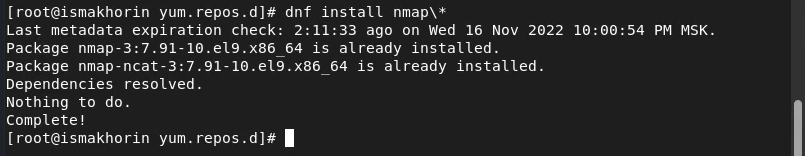 [root@ismakhorin yum.repos.d]# dnf install nmap\*
Last metadata expiration check: 2:11:33 ago on Wed 16 Nov 2022 10:00:54 PM MSK.
Package nmap-3:7.91-10.el9.x86_64 is already installed.
Package nmap-ncat-3:7.91-10.el9.x86_64 is already installed.
Dependencies resolved.
Nothing to do.
Complete!
[root@ismakhorin yum.repos.d]#